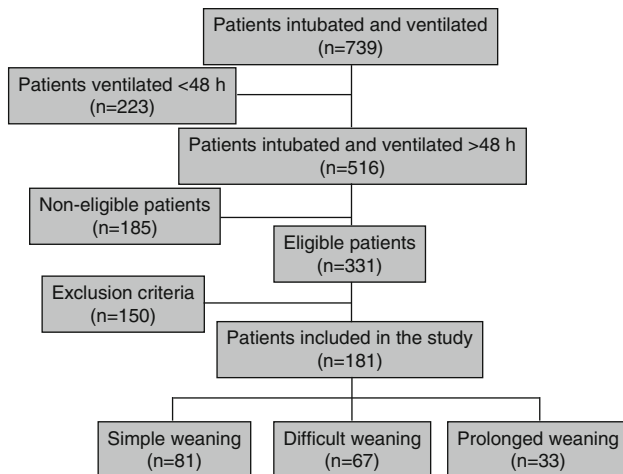 Patients intubated and ventilated
(n=739)
Patients ventilated <48 h
(n=223)
Patients intubated and ventilated >48 h
(n=516)
Non-eligible patients
(n=185)
Eligible patients
(n=331)
Exclusion criteria
(n=150)
Patients included in the study
(n=181)
Simple weaning
(n=81)
Difficult weaning
(n=67)
Prolonged weaning
(n=33)